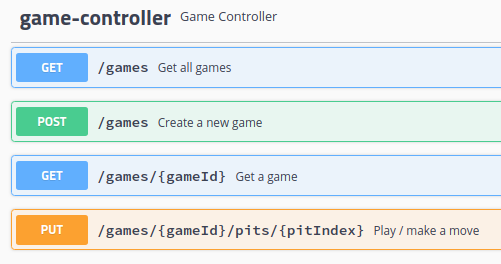 game-controller Game Controller
GET /games Get all games
POST /games Create a new game
GET /games/{gameId} Get a game
PUT /games/{gameId}/pits/{pitIndex} Play / make a move